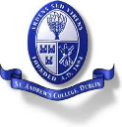 ARDENS SED VIRENS
FOUNDED A.D. 1894
ST. ANDREW'S COLLEGE, DUBLIN